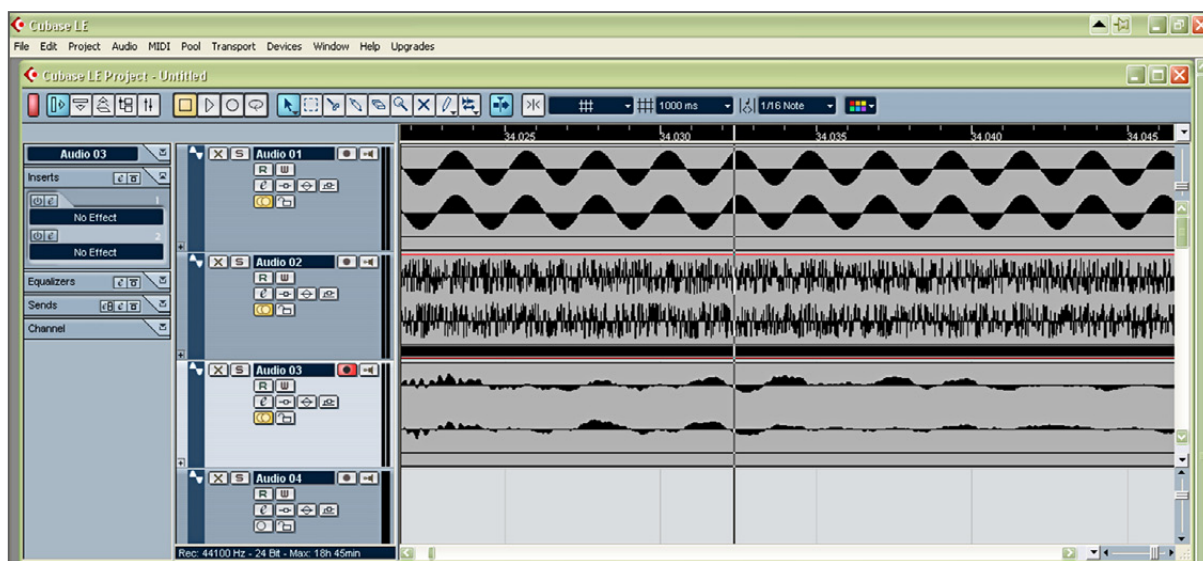 Cubase LE
File Edit Project Audio MIDI Pool Transport Devices Window Help Upgrades
Cubase LE Project - Untitled
1000 ms
1/16 Note
34.025 34.030 34.035 34.040 34.045
Audio 03
Inserts
1
No Effect
2
No Effect
Equalizers
Sends
Channel
X S Audio 01
R W
e
X S Audio 02
R W
e
X S Audio 03
R W
e
X S Audio 04
R W
e
Rec: 44100 Hz - 24 Bit - Max: 18h 45min